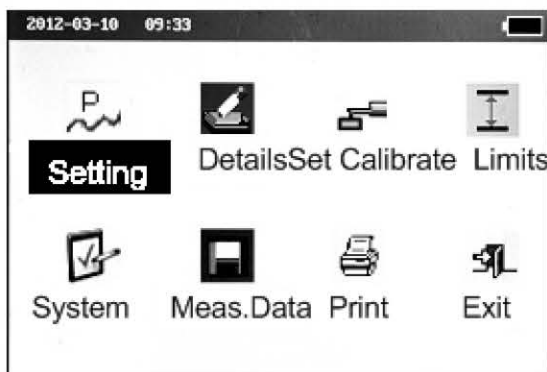 2012-03-10 09:33
P
Setting DetailsSet Calibrate Limits
System Meas.Data Print Exit